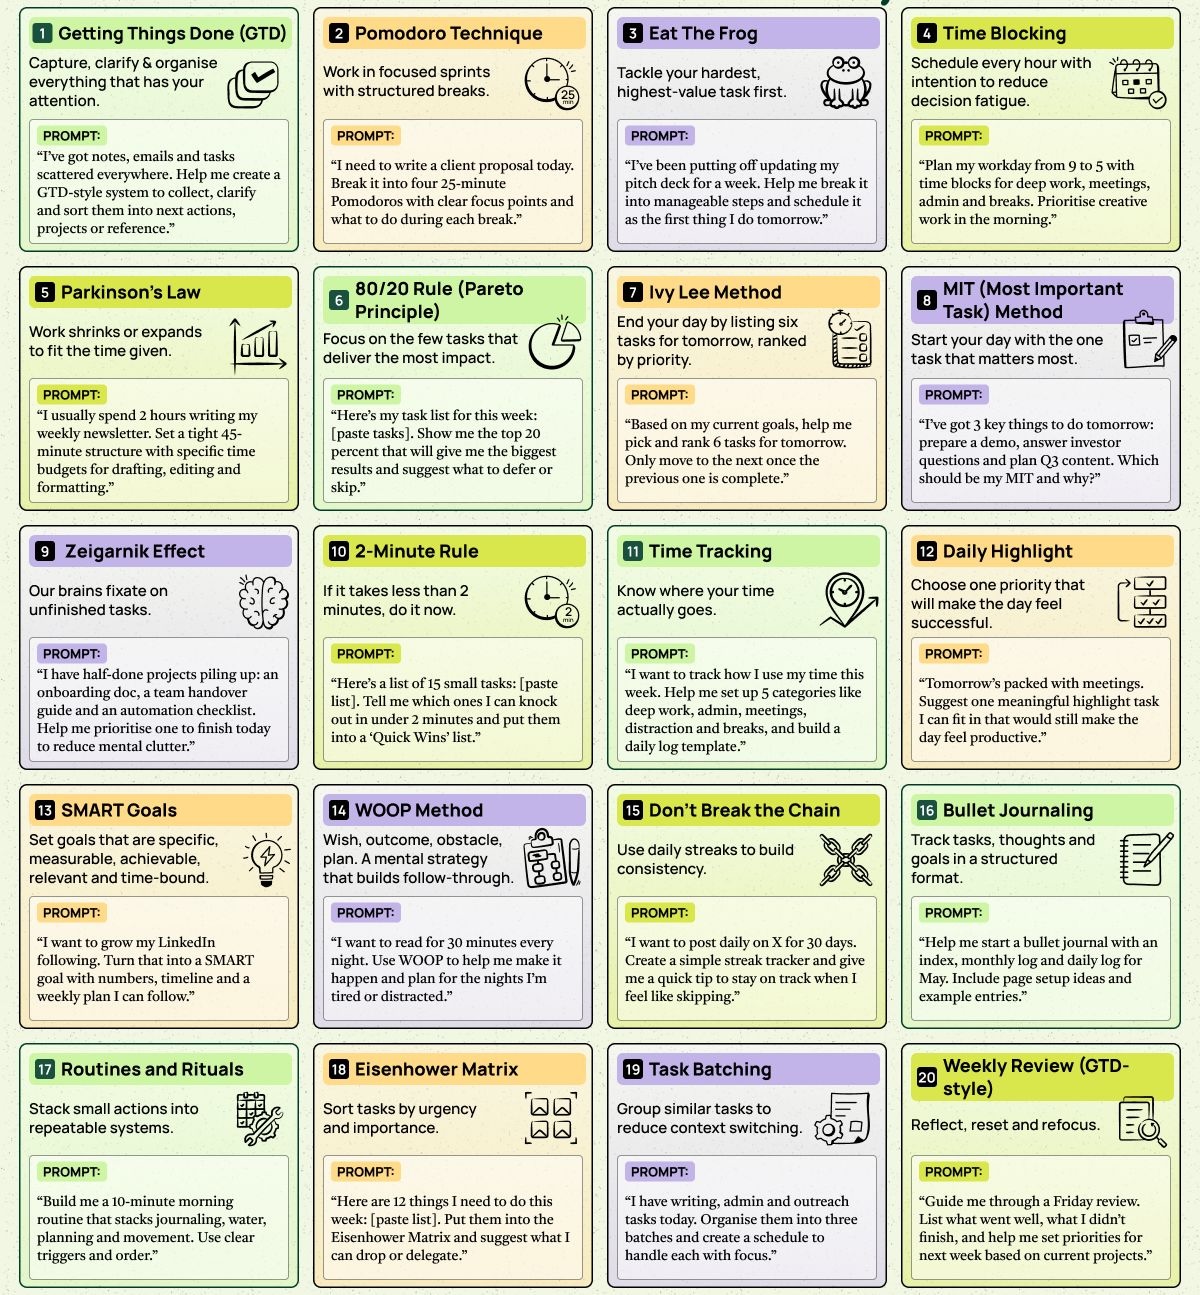 1 Getting Things Done (GTD)
Capture, clarify & organise
everything that has your
attention.
PROMPT:
“I’ve got notes, emails and tasks
scattered everywhere. Help me create a
GTD-style system to collect, clarify
and sort them into next actions,
projects or reference.”
2 Pomodoro Technique
Work in focused sprints
with structured breaks.
25
min
PROMPT:
“I need to write a client proposal today.
Break it into four 25-minute
Pomodoros with clear focus points and
what to do during each break.”
3 Eat The Frog
Tackle your hardest,
highest-value task first.
PROMPT:
“I’ve been putting off updating my
pitch deck for a week. Help me break it
into manageable steps and schedule it
as the first thing I do tomorrow.”
4 Time Blocking
Schedule every hour with
intention to reduce
decision fatigue.
PROMPT:
“Plan my workday from 9 to 5 with
time blocks for deep work, meetings,
admin and breaks. Prioritise creative
work in the morning.”
5 Parkinson’s Law
Work shrinks or expands
to fit the time given.
PROMPT:
“I usually spend 2 hours writing my
weekly newsletter. Set a tight 45-
minute structure with specific time
budgets for drafting, editing and
formatting.”
6 80/20 Rule (Pareto
Principle)
Focus on the few tasks that
deliver the most impact.
PROMPT:
“Here’s my task list for this week:
[paste tasks]. Show me the top 20
percent that will give me the biggest
results and suggest what to defer or
skip.”
7 Ivy Lee Method
End your day by listing six
tasks for tomorrow, ranked
by priority.
PROMPT:
“Based on my current goals, help me
pick and rank 6 tasks for tomorrow.
Only move to the next once the
previous one is complete.”
8 MIT (Most Important
Task) Method
Start your day with the one
task that matters most.
PROMPT:
“I’ve got 3 key things to do tomorrow:
prepare a demo, answer investor
questions and plan Q3 content. Which
should be my MIT and why?”
9 Zeigarnik Effect
Our brains fixate on
unfinished tasks.
PROMPT:
“I have half-done projects piling up: an
onboarding doc, a team handover
guide and an automation checklist.
Help me prioritise one to finish today
to reduce mental clutter.”
10 2-Minute Rule
If it takes less than 2
minutes, do it now.
2
min
PROMPT:
“Here’s a list of 15 small tasks: [paste
list]. Tell me which ones I can knock
out in under 2 minutes and put them
into a ‘Quick Wins’ list.”
11 Time Tracking
Know where your time
actually goes.
PROMPT:
“I want to track how I use my time this
week. Help me set up 5 categories like
deep work, admin, meetings,
distraction and breaks, and build a
daily log template.”
12 Daily Highlight
Choose one priority that
will make the day feel
successful.
PROMPT:
“Tomorrow’s packed with meetings.
Suggest one meaningful highlight task
I can fit in that would still make the
day feel productive.”
13 SMART Goals
Set goals that are specific,
measurable, achievable,
relevant and time-bound.
PROMPT:
“I want to grow my LinkedIn
following. Turn that into a SMART
goal with numbers, timeline and a
weekly plan I can follow.”
14 WOOP Method
Wish, outcome, obstacle,
plan. A mental strategy
that builds follow-through.
PROMPT:
“I want to read for 30 minutes every
night. Use WOOP to help me make it
happen and plan for the nights I’m
tired or distracted.”
15 Don’t Break the Chain
Use daily streaks to build
consistency.
PROMPT:
“I want to post daily on X for 30 days.
Create a simple streak tracker and give
me a quick tip to stay on track when I
feel like skipping.”
16 Bullet Journaling
Track tasks, thoughts and
goals in a structured
format.
PROMPT:
“Help me start a bullet journal with an
index, monthly log and daily log for
May. Include page setup ideas and
example entries.”
17 Routines and Rituals
Stack small actions into
repeatable systems.
PROMPT:
“Build me a 10-minute morning
routine that stacks journaling, water,
planning and movement. Use clear
triggers and order.”
18 Eisenhower Matrix
Sort tasks by urgency
and importance.
PROMPT:
“Here are 12 things I need to do this
week: [paste list]. Put them into the
Eisenhower Matrix and suggest what I
can drop or delegate.”
19 Task Batching
Group similar tasks to
reduce context switching.
PROMPT:
“I have writing, admin and outreach
tasks today. Organise them into three
batches and create a schedule to
handle each with focus.”
20 Weekly Review (GTD-
style)
Reflect, reset and refocus.
PROMPT:
“Guide me through a Friday review.
List what went well, what I didn’t
finish, and help me set priorities for
next week based on current projects.”